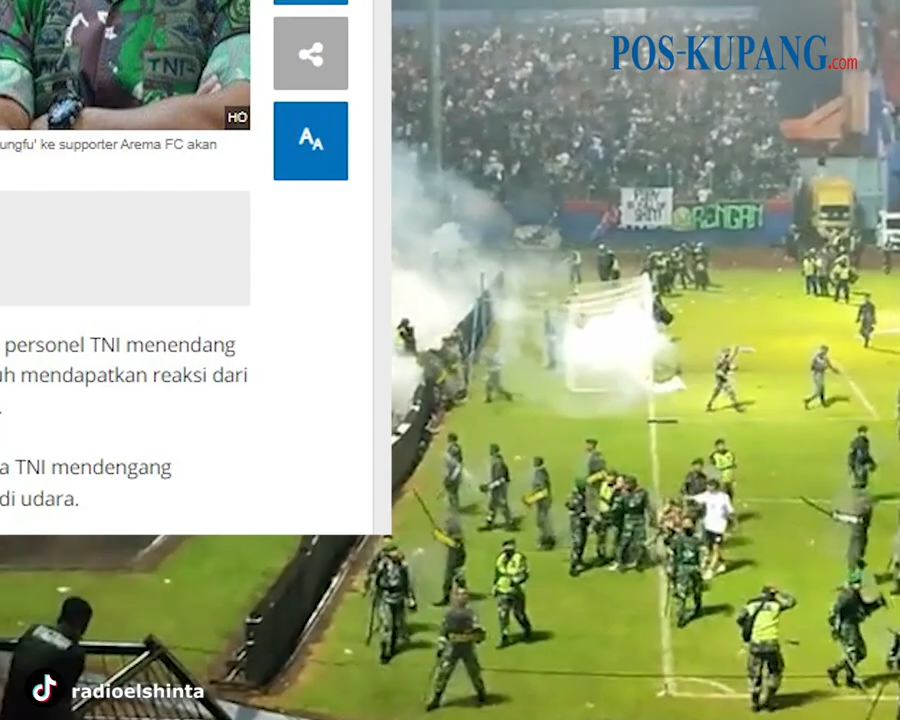 TNI
HO
ungfu' ke supporter Arema FC akan
AA
personel TNI menendang
uh mendapatkan reaksi dari
a TNI mendengang
di udara.
POS-KUPANG.com
radioelshinta